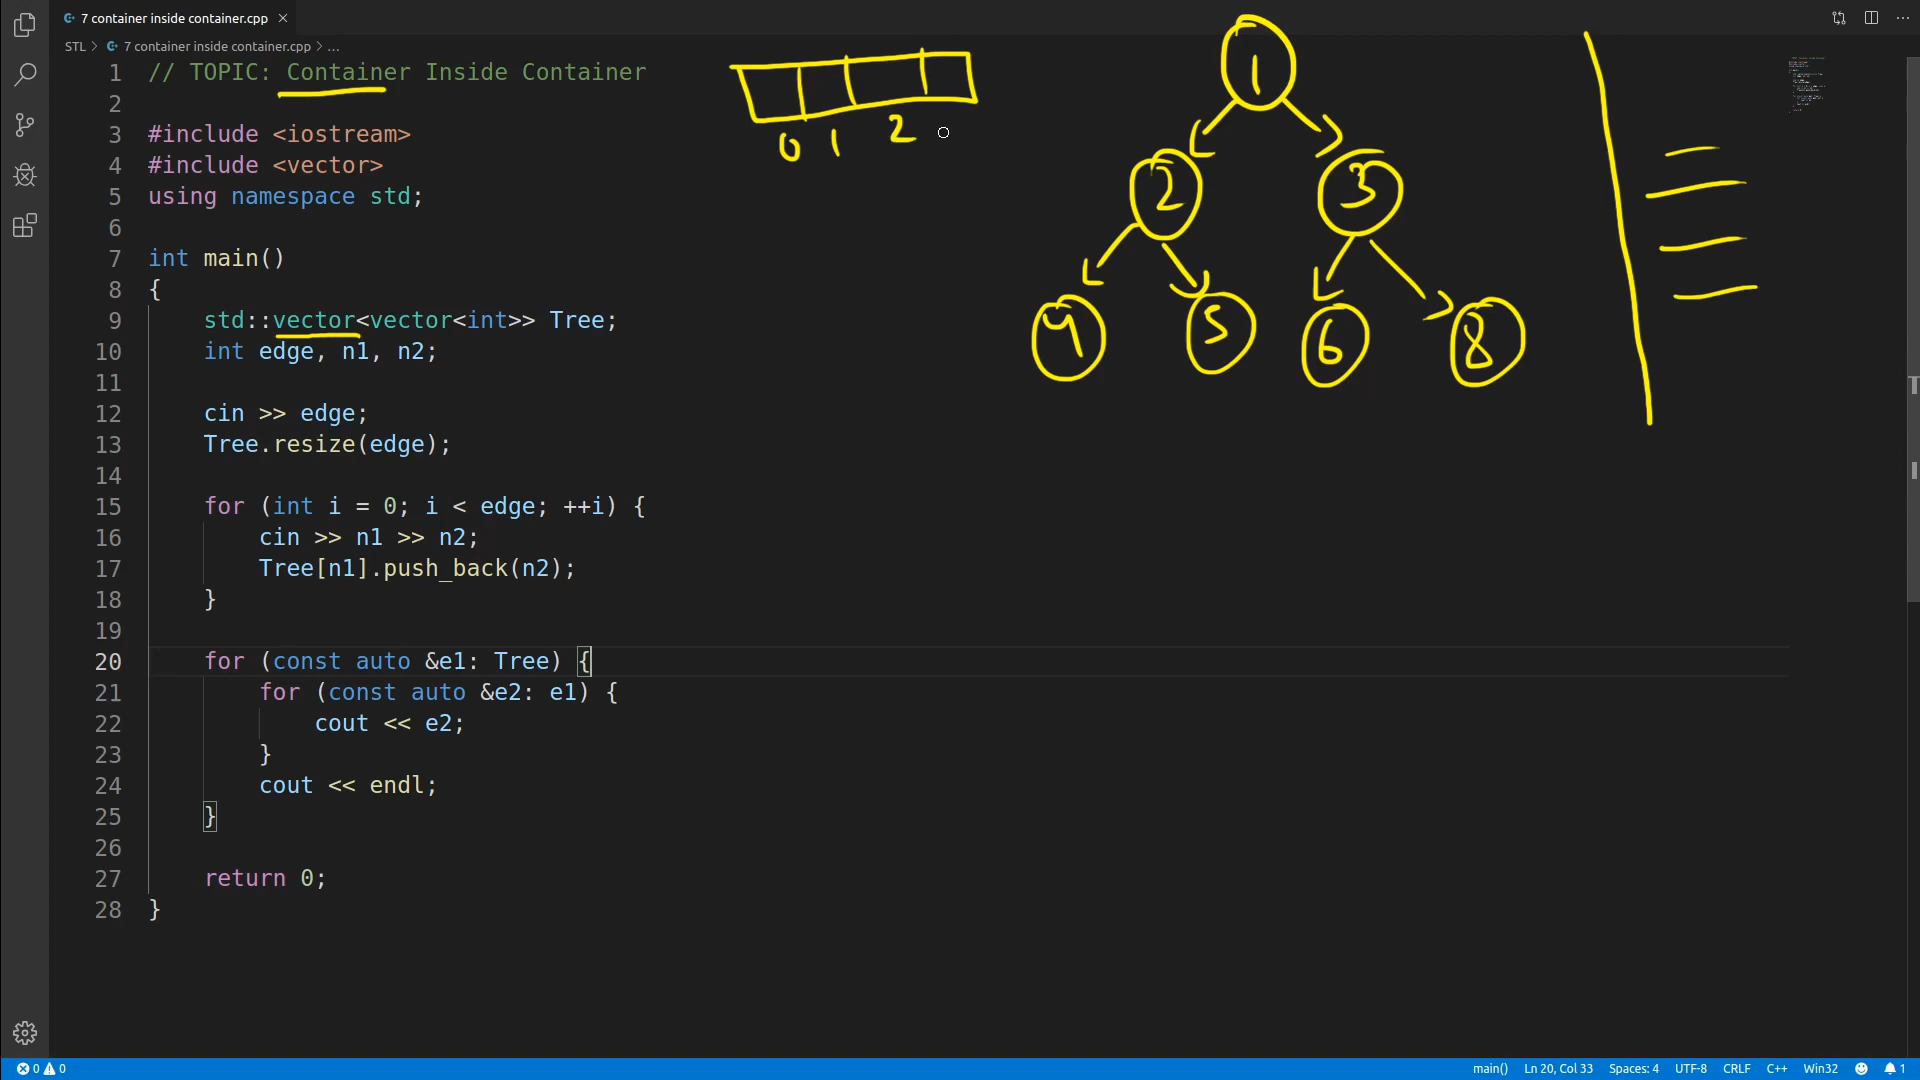 7 container inside container.cpp
STL > 7 container inside container.cpp > ...
1 // TOPIC: Container Inside Container
2
3 #include <iostream>
4 #include <vector>
5 using namespace std;
6
7 int main()
8 {
9 std::vector<vector<int>> Tree;
10 int edge, n1, n2;
11
12 cin >> edge;
13 Tree.resize(edge);
14
15 for (int i = 0; i < edge; ++i) {
16 cin >> n1 >> n2;
17 Tree[n1].push_back(n2);
18 }
19
20 for (const auto &e1: Tree) {
21 for (const auto &e2: e1) {
22 cout << e2;
23 }
24 cout << endl;
25 }
26
27 return 0;
28 }
0 1 2
1
2 3
4 5 6 8
0 0
main() Ln 20, Col 33 Spaces: 4 UTF-8 CRLF C++ Win32 1